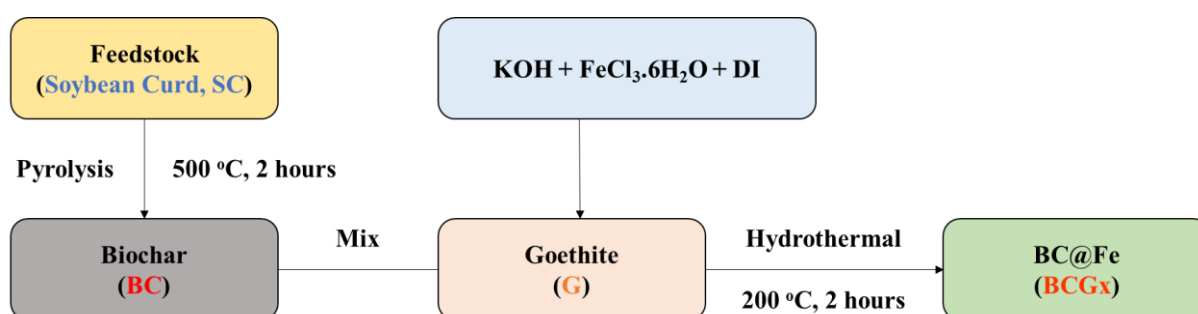 Feedstock
(Soybean Curd, SC)
KOH + FeCl₃.6H₂O + DI
Pyrolysis
500 °C, 2 hours
Biochar
(BC)
Mix
Goethite
(G)
Hydrothermal
200 °C, 2 hours
BC@Fe
(BCGx)